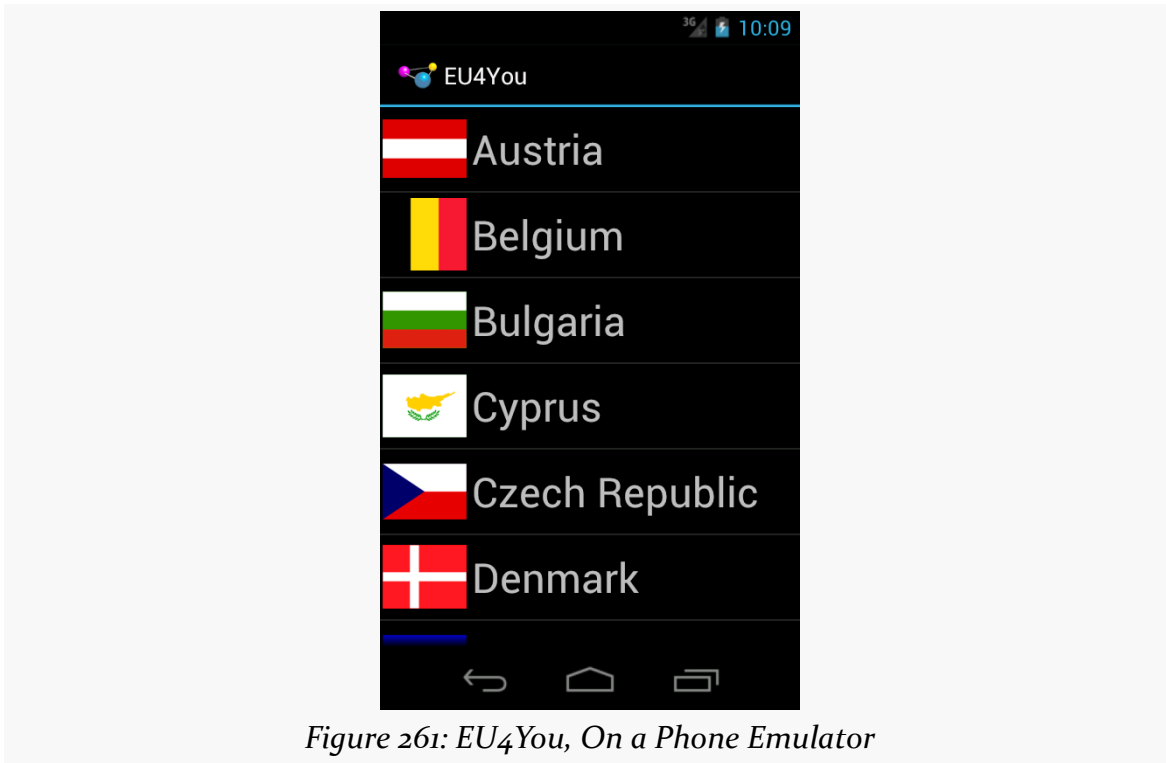 3G 10:09
EU4You
Austria
Belgium
Bulgaria
Cyprus
Czech Republic
Denmark
Figure 261: EU4You, On a Phone Emulator